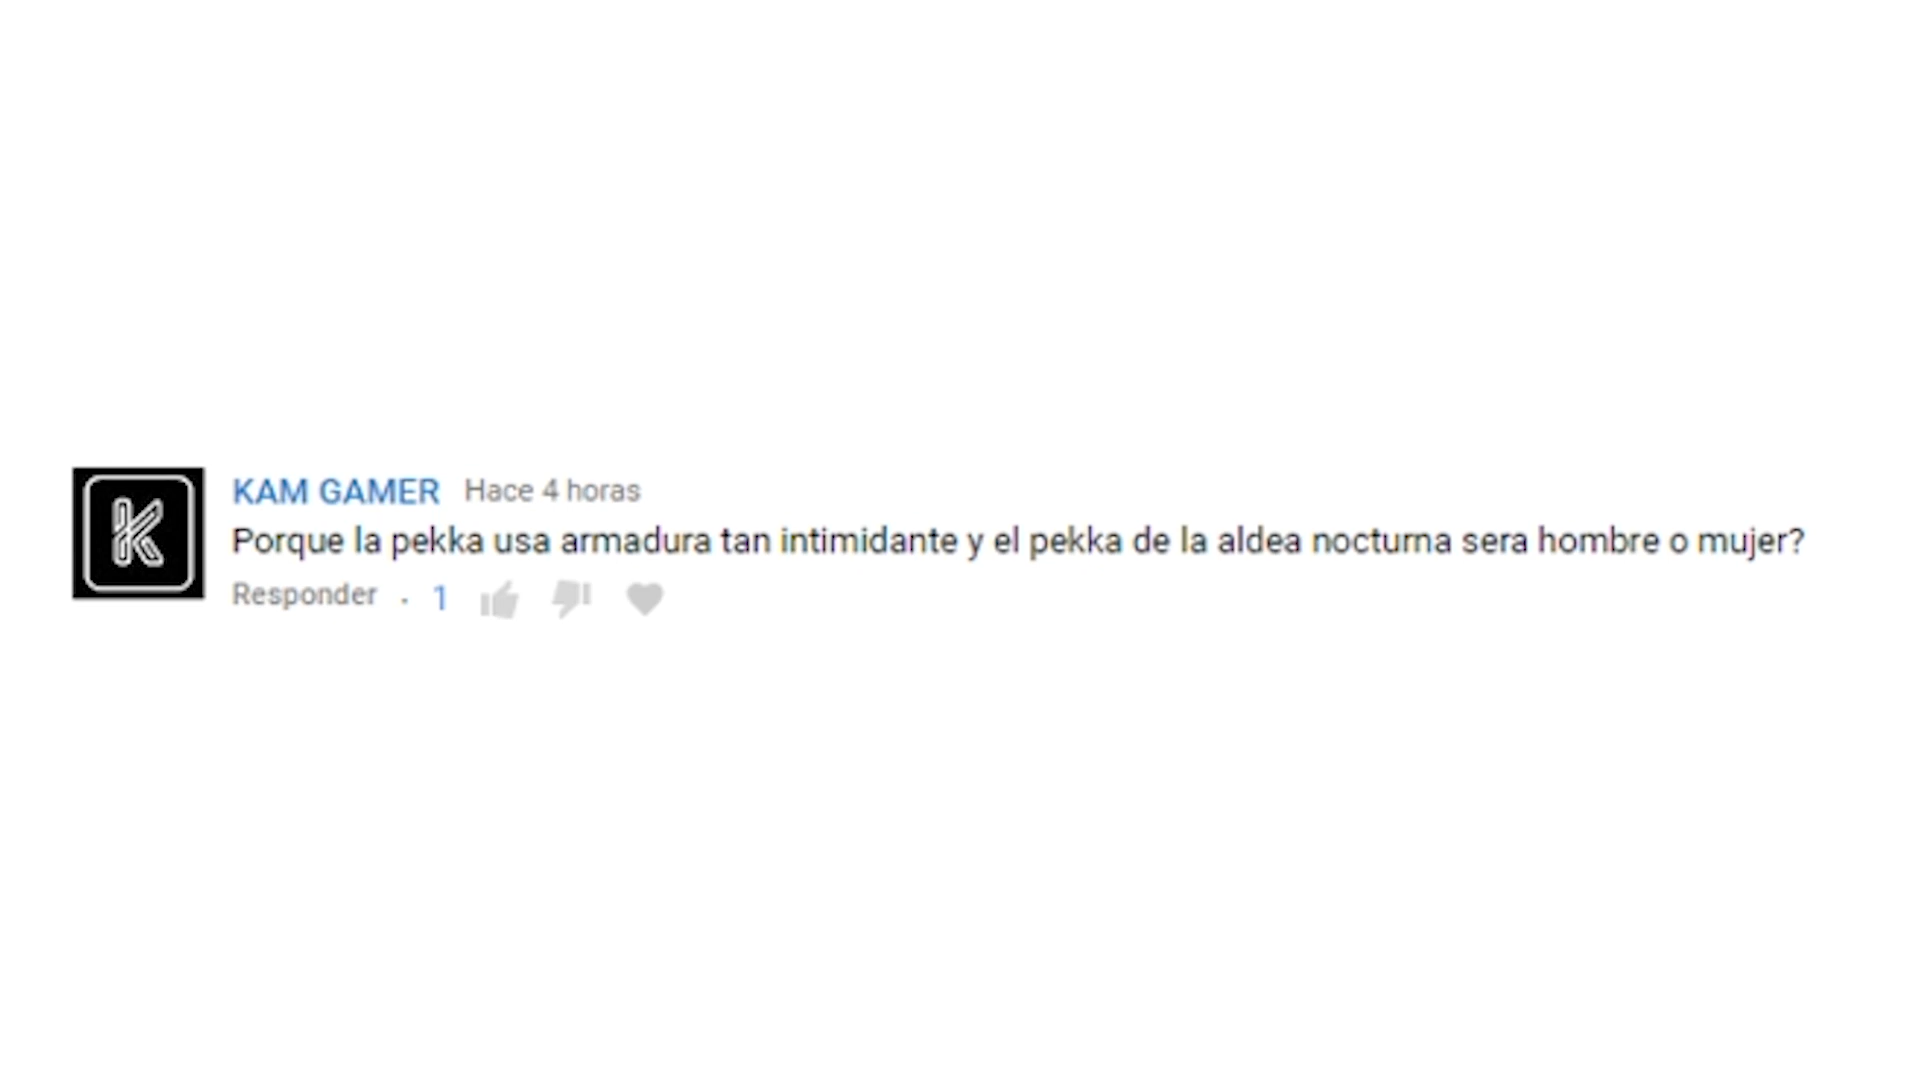 K
KAM GAMER Hace 4 horas
Porque la pekka usa armadura tan intimidante y el pekka de la aldea nocturna sera hombre o mujer?
Responder . 1